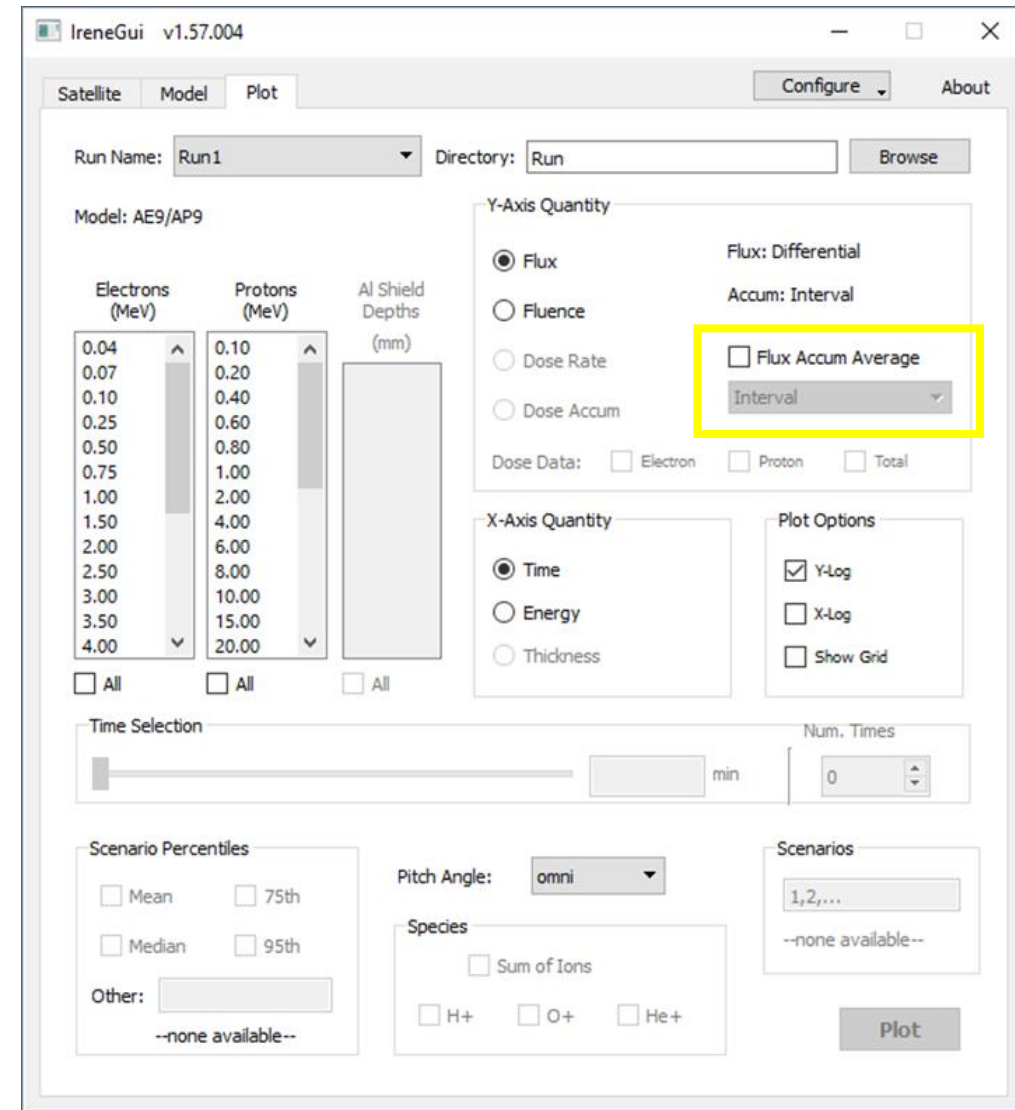 IreneGui v1.57.004
Satellite Model Plot Configure About
Run Name: Run1 Directory: Run Browse
Model: AE9/AP9
Electrons (MeV)
0.04
0.07
0.10
0.25
0.50
0.75
1.00
1.50
2.00
2.50
3.00
3.50
4.00
All
Protons (MeV)
0.10
0.20
0.40
0.60
0.80
1.00
2.00
4.00
6.00
8.00
10.00
15.00
20.00
All
Al Shield
Depths
(mm)
All
Y-Axis Quantity
Flux
Fluence
Dose Rate
Dose Accum
Flux: Differential
Accum: Interval
Flux Accum Average
Interval
Dose Data: Electron Proton Total
X-Axis Quantity
Time
Energy
Thickness
Plot Options
Y-Log
X-Log
Show Grid
Time Selection
min
Num. Times
0
Scenario Percentiles
Mean 75th
Median 95th
Other:
--none available--
Pitch Angle: omni
Species
Sum of Ions
H+ O+ He+
Scenarios
1,2,...
--none available--
Plot